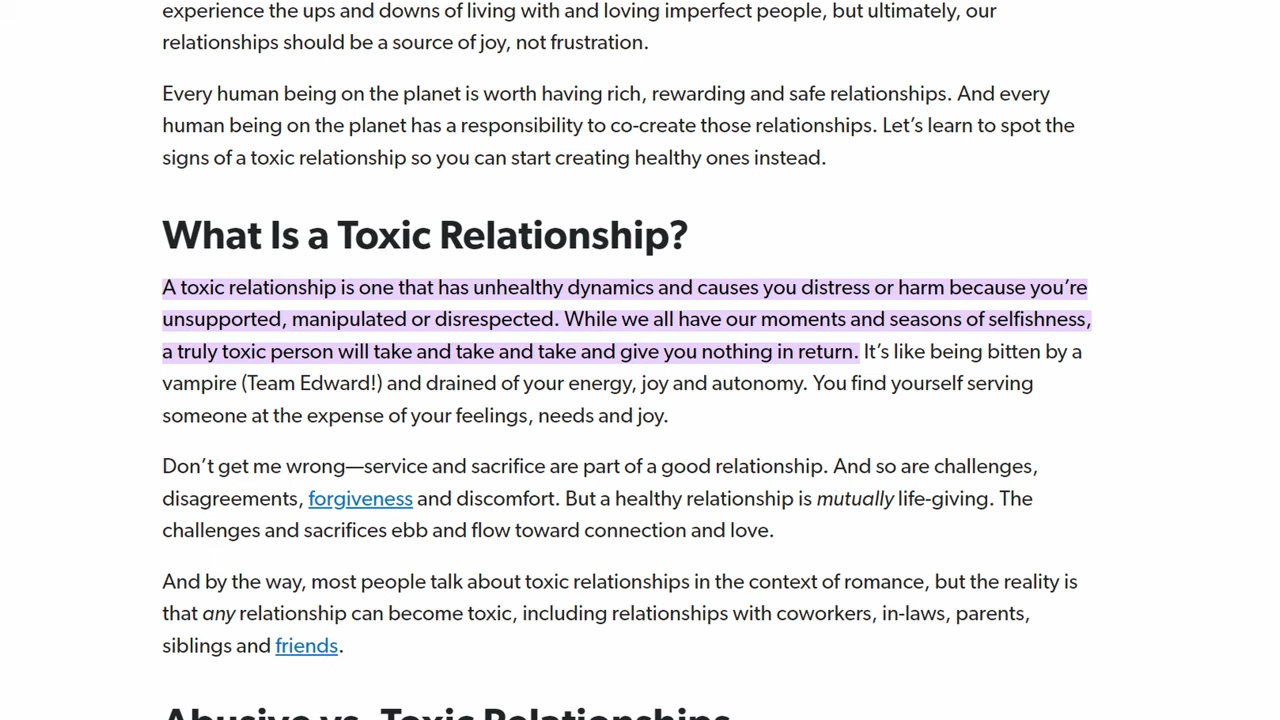 experience the ups and downs of living with and loving imperfect people, but ultimately, our
relationships should be a source of joy, not frustration.
Every human being on the planet is worth having rich, rewarding and safe relationships. And every
human being on the planet has a responsibility to co-create those relationships. Let’s learn to spot the
signs of a toxic relationship so you can start creating healthy ones instead.
What Is a Toxic Relationship?
A toxic relationship is one that has unhealthy dynamics and causes you distress or harm because you’re
unsupported, manipulated or disrespected. While we all have our moments and seasons of selfishness,
a truly toxic person will take and take and take and give you nothing in return. It’s like being bitten by a
vampire (Team Edward!) and drained of your energy, joy and autonomy. You find yourself serving
someone at the expense of your feelings, needs and joy.
Don’t get me wrong—service and sacrifice are part of a good relationship. And so are challenges,
disagreements, forgiveness and discomfort. But a healthy relationship is mutually life-giving. The
challenges and sacrifices ebb and flow toward connection and love.
And by the way, most people talk about toxic relationships in the context of romance, but the reality is
that any relationship can become toxic, including relationships with coworkers, in-laws, parents,
siblings and friends.
Abusive vs. Toxic Relationships